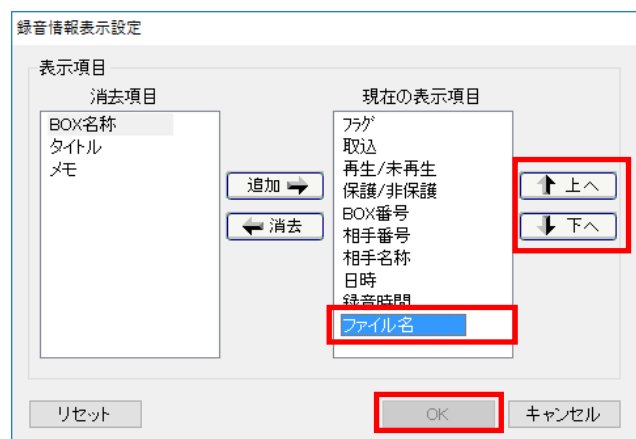 録音情報表示設定
表示項目
消去項目
BOX名称
タイトル
メモ
追加
消去
現在の表示項目
ﾌﾗｸﾞ
取込
再生/未再生
保護/非保護
BOX番号
相手番号
相手名称
日時
録音時間
ファイル名
上へ
下へ
リセット
OK
キャンセル